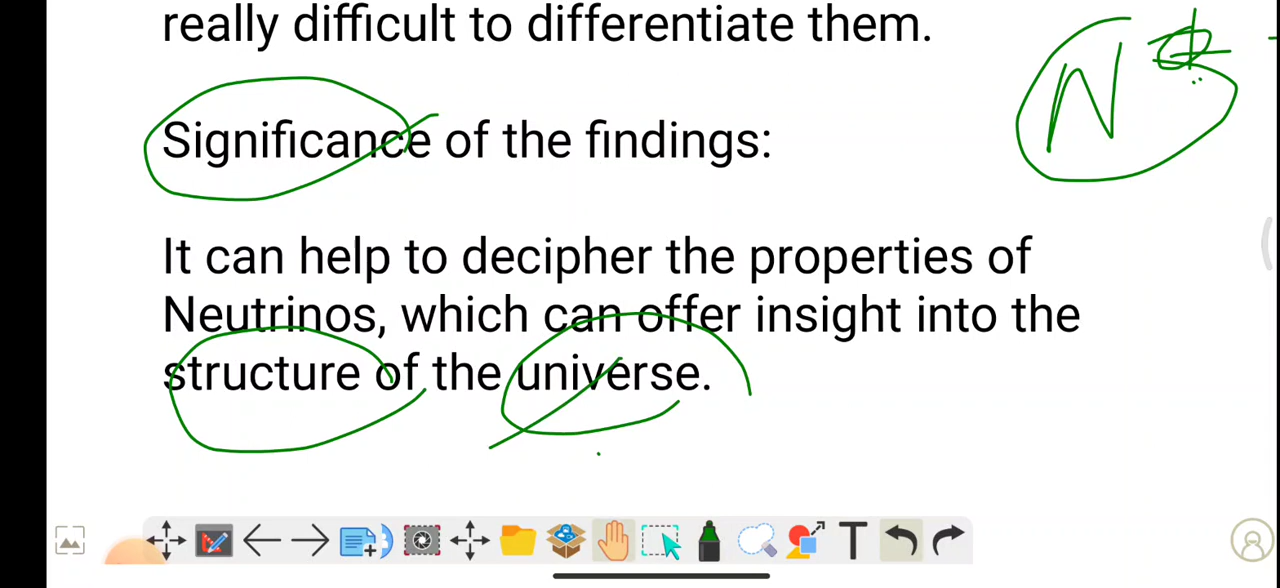 really difficult to differentiate them.
N
Significance of the findings:
It can help to decipher the properties of
Neutrinos, which can offer insight into the
structure of the universe.
T